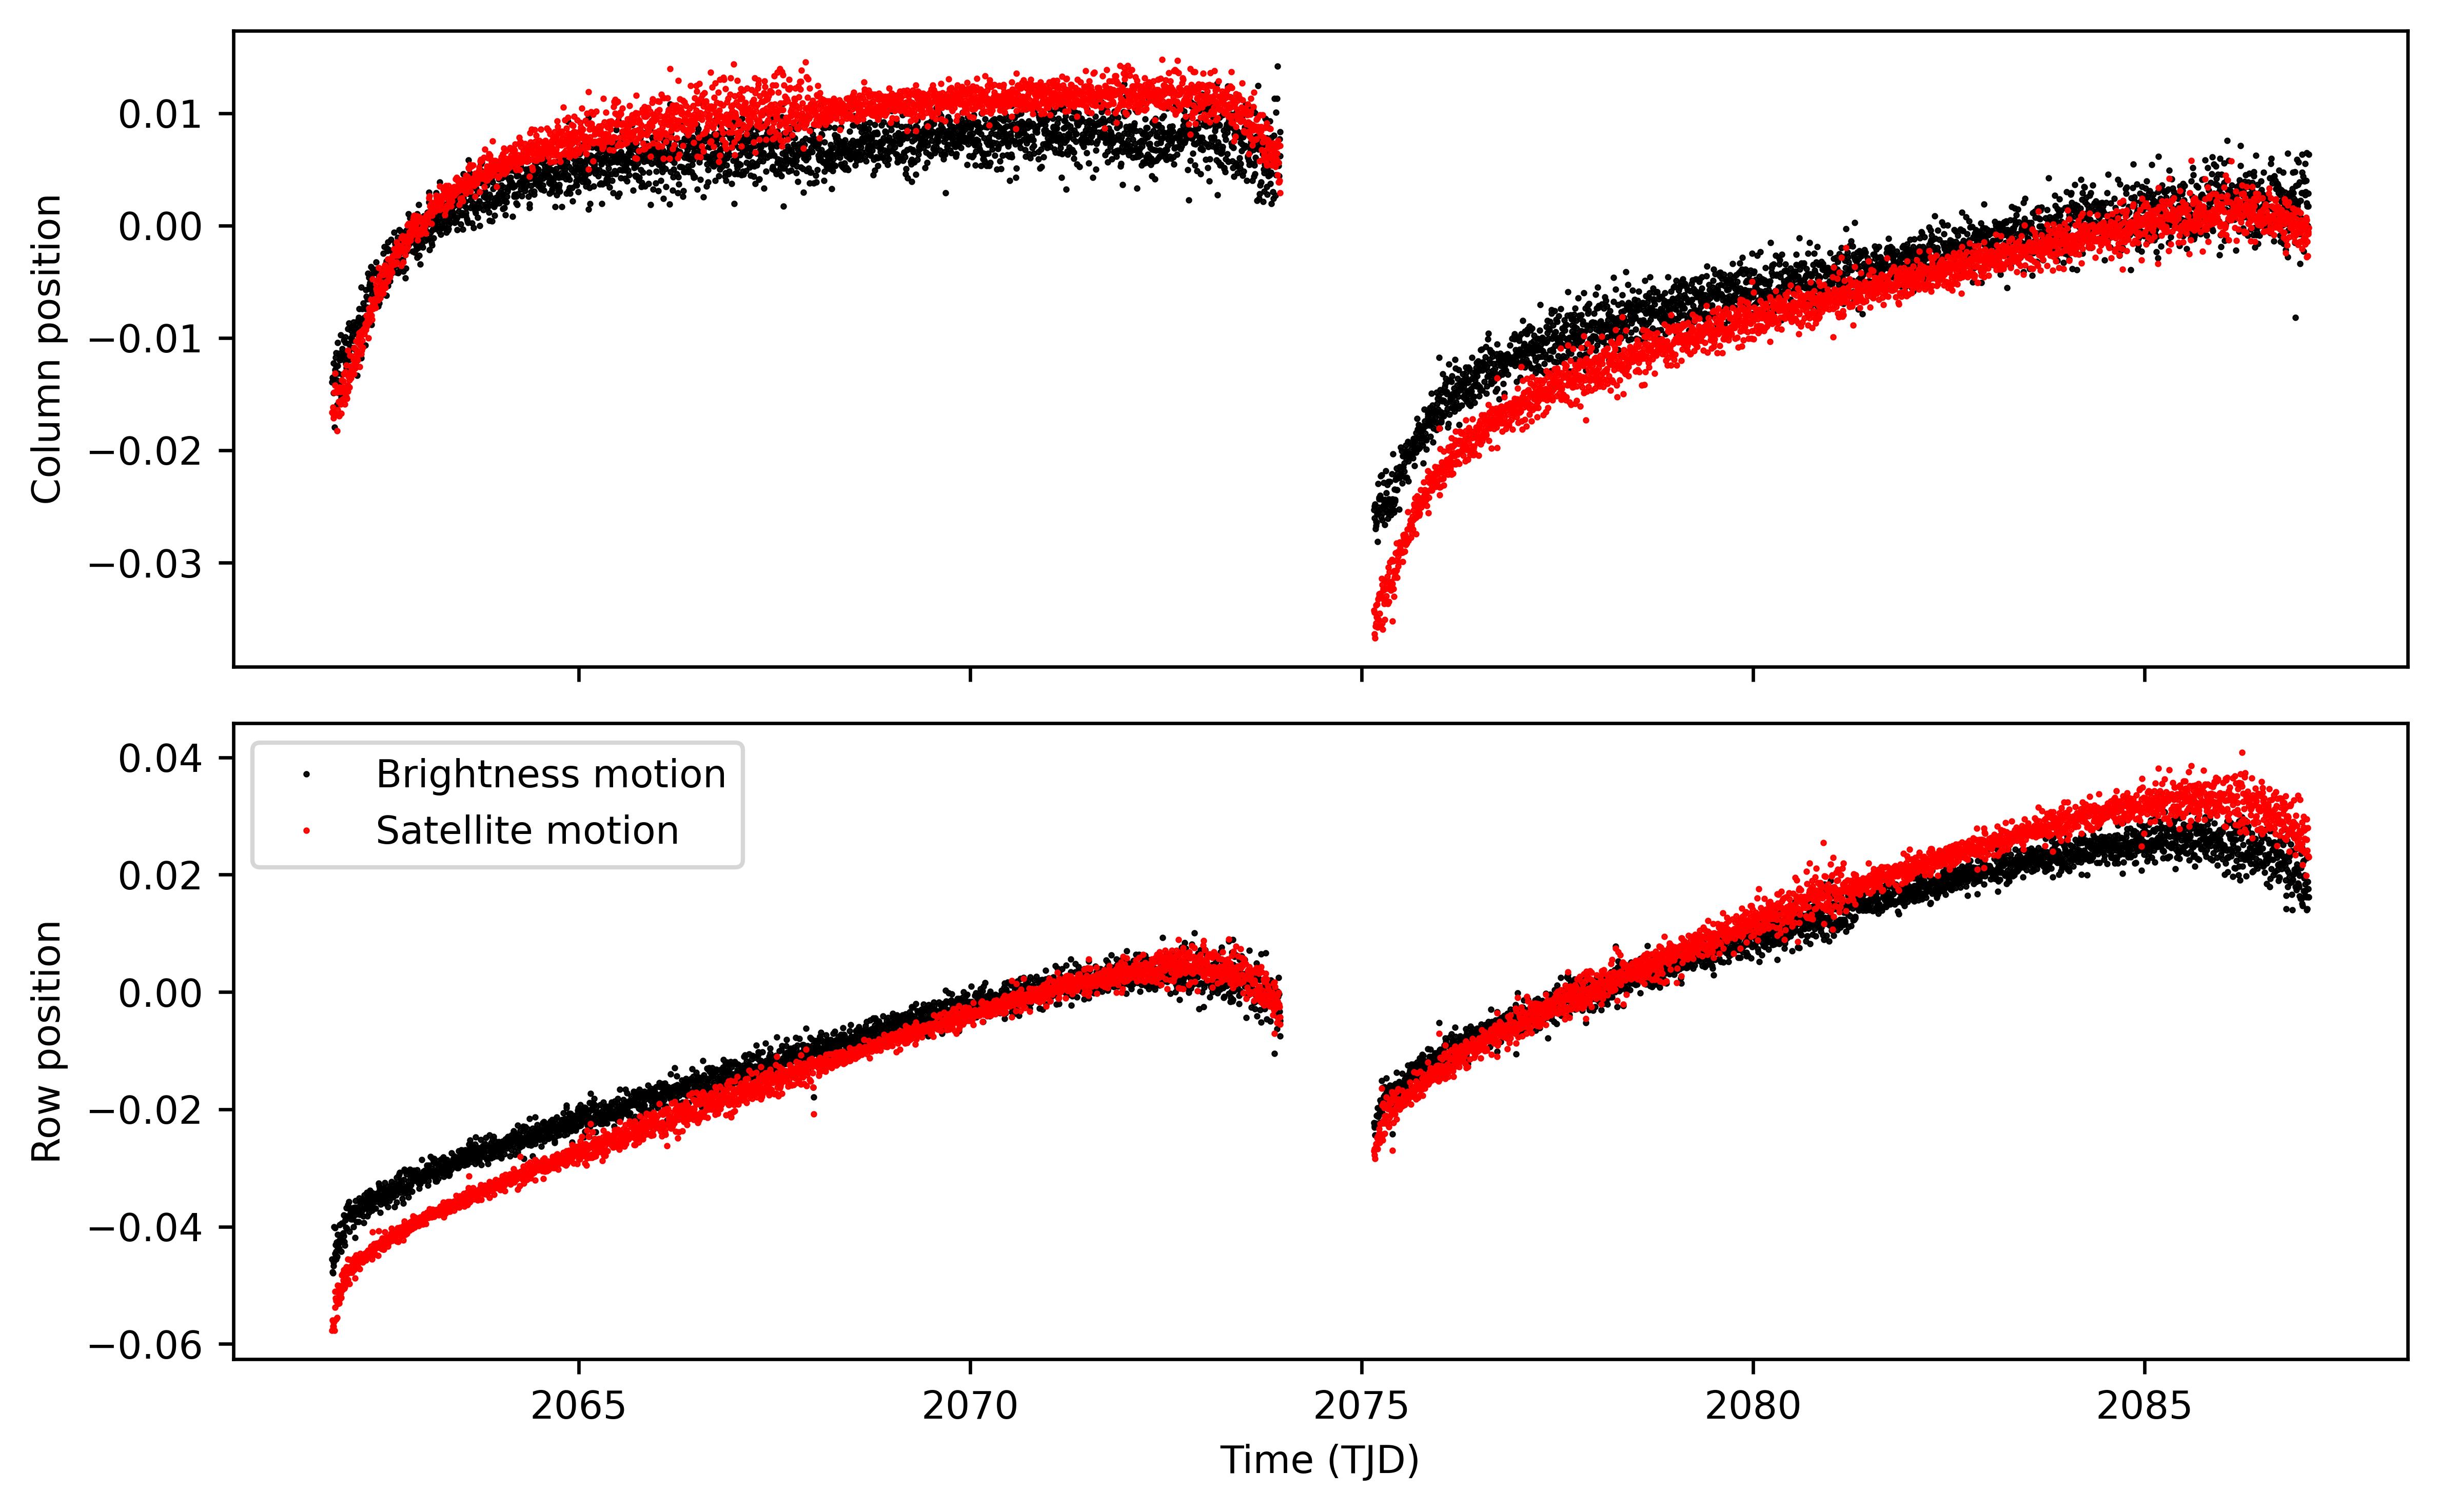 0.01
0.00
−0.01
−0.02
−0.03
Column position
Brightness motion
Satellite motion
0.04
0.02
0.00
−0.02
−0.04
−0.06
Row position
2065 2070 2075 2080 2085
Time (TJD)